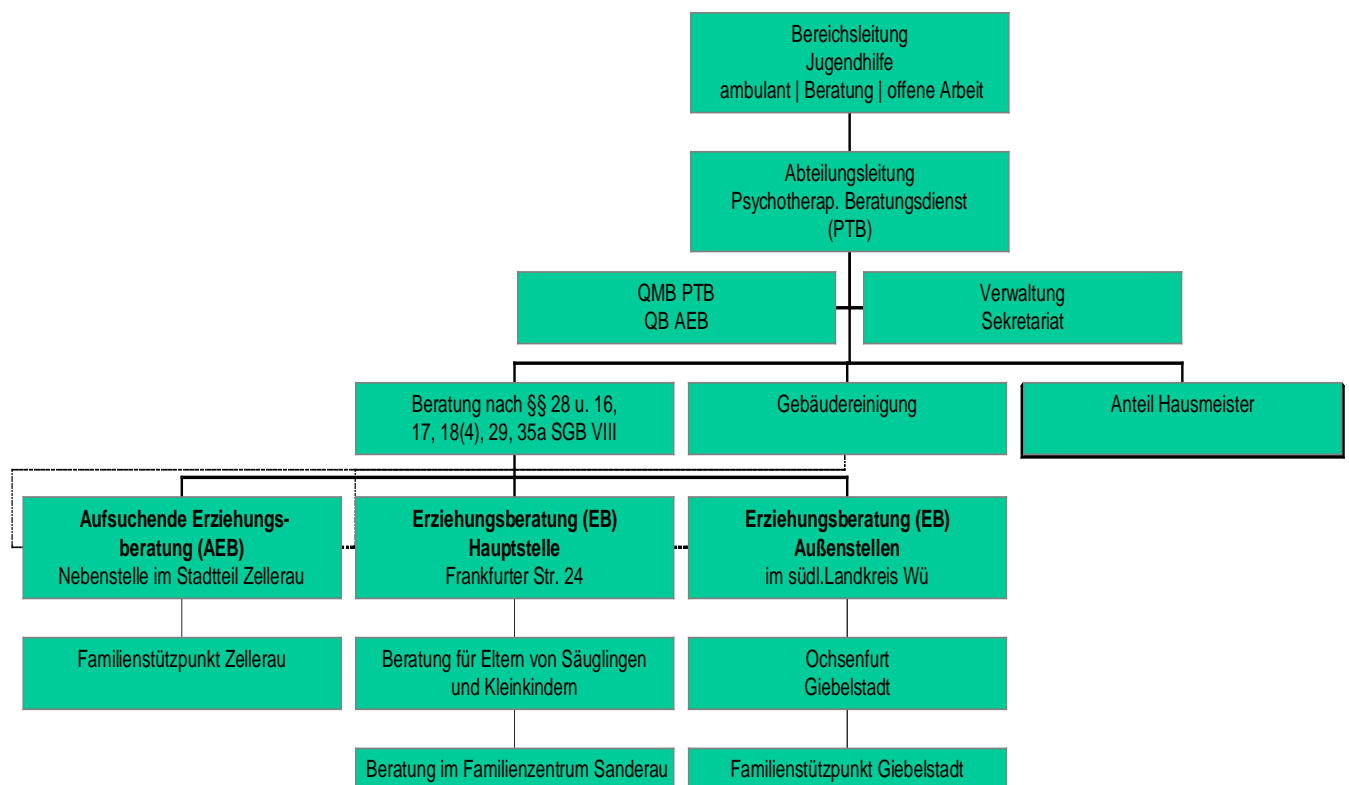 Bereichsleitung
Jugendhilfe
ambulant | Beratung | offene Arbeit
Abteilungsleitung
Psychotherap. Beratungsdienst
(PTB)
QMB PTB
QB AEB
Verwaltung
Sekretariat
Beratung nach §§ 28 u. 16,
17, 18(4), 29, 35a SGB VIII
Gebäudereinigung
Anteil Hausmeister
Aufsuchende Erziehungs-
beratung (AEB)
Nebenstelle im Stadtteil Zellerau
Erziehungsberatung (EB)
Hauptstelle
Frankfurter Str. 24
Erziehungsberatung (EB)
Außenstellen
im südl.Landkreis Wü
Familienstützpunkt Zellerau
Beratung für Eltern von Säuglingen
und Kleinkindern
Ochsenfurt
Giebelstadt
Beratung im Familienzentrum Sanderau
Familienstützpunkt Giebelstadt